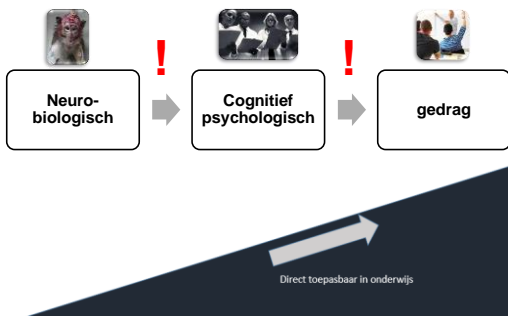 !
!
Neuro-
biologisch
Cognitief
psychologisch
gedrag
Direct toepasbaar in onderwijs